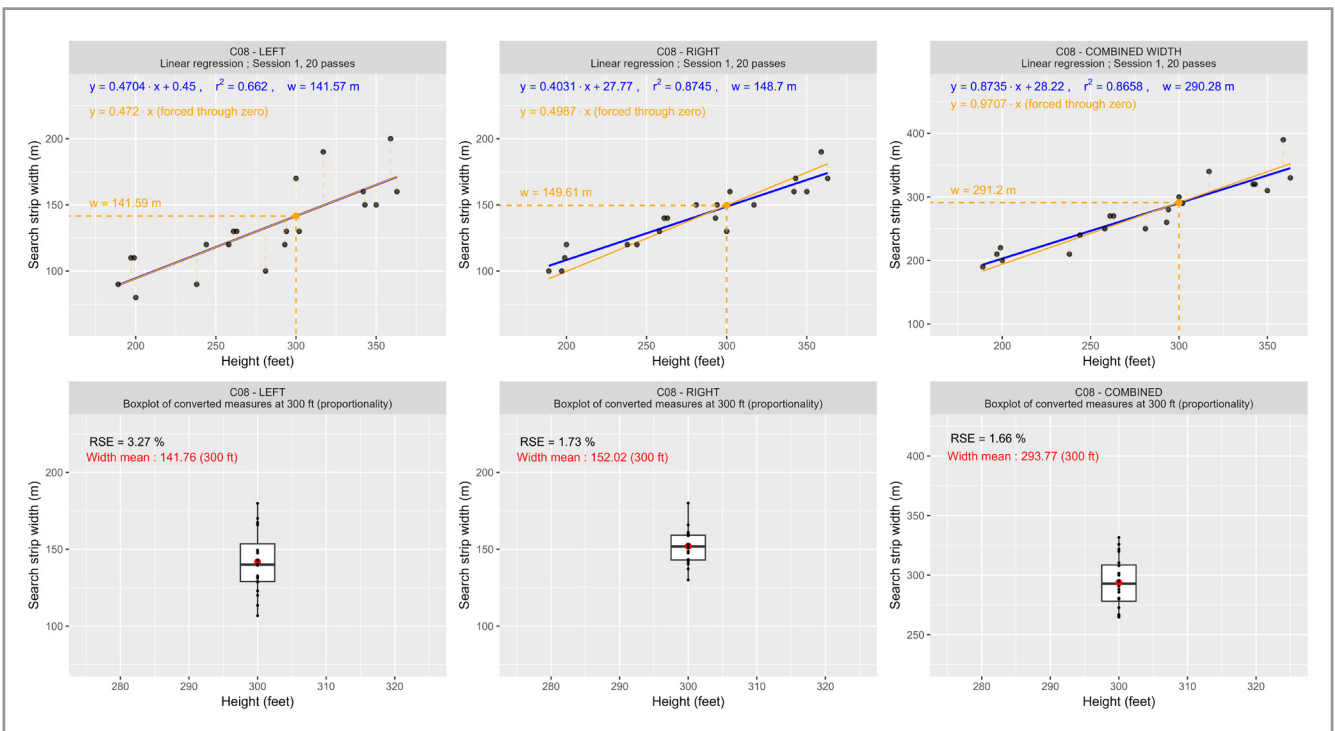 C08 - LEFT
Linear regression ; Session 1, 20 passes
y = 0.4704 · x + 0.45 ,    r² = 0.662 ,    w = 141.57 m
y = 0.472 · x (forced through zero)
w = 141.59 m
200
150
100
Search strip width (m)
200 250 300 350
Height (feet)
C08 - RIGHT
Linear regression ; Session 1, 20 passes
y = 0.4031 · x + 27.77 ,    r² = 0.8745 ,    w = 148.7 m
y = 0.4987 · x (forced through zero)
w = 149.61 m
200
150
100
Search strip width (m)
200 250 300 350
Height (feet)
C08 - COMBINED WIDTH
Linear regression ; Session 1, 20 passes
y = 0.8735 · x + 28.22 ,    r² = 0.8658 ,    w = 290.28 m
y = 0.9707 · x (forced through zero)
w = 291.2 m
400
300
200
100
Search strip width (m)
200 250 300 350
Height (feet)
C08 - LEFT
Boxplot of converted measures at 300 ft (proportionality)
RSE = 3.27 %
Width mean : 141.76 (300 ft)
200
150
100
Search strip width (m)
280 290 300 310 320
Height (feet)
C08 - RIGHT
Boxplot of converted measures at 300 ft (proportionality)
RSE = 1.73 %
Width mean : 152.02 (300 ft)
200
150
100
Search strip width (m)
280 290 300 310 320
Height (feet)
C08 - COMBINED
Boxplot of converted measures at 300 ft (proportionality)
RSE = 1.66 %
Width mean : 293.77 (300 ft)
400
350
300
250
Search strip width (m)
280 290 300 310 320
Height (feet)